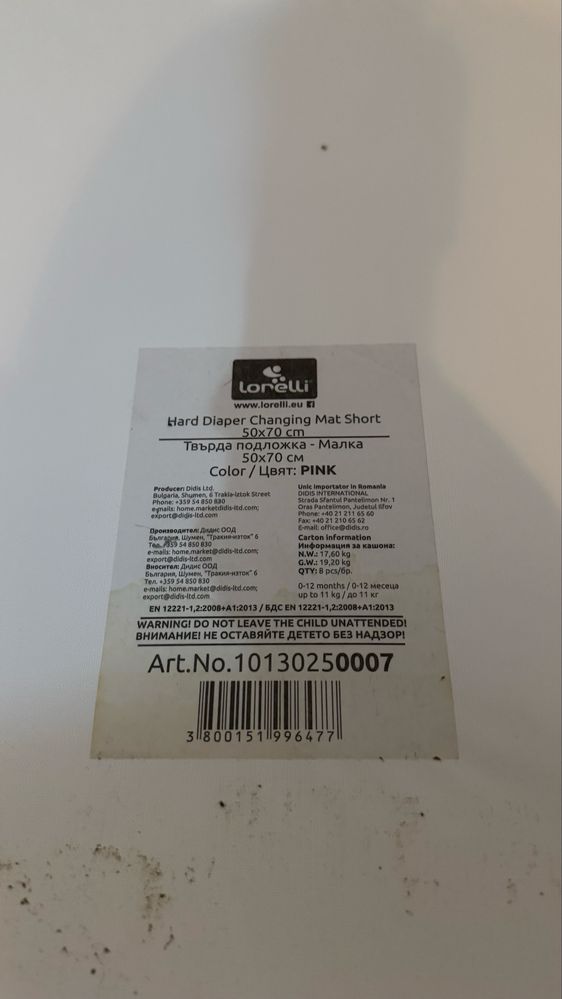 lorelli
www.lorelli.eu
Hard Diaper Changing Mat Short
50x70 cm
Твърда подложка - Малка
50x70 см
Color / Цвят: PINK
Producer: Didis Ltd.
Bulgaria, Shumen, 6 Trakia-iztok Street
Phone: +359 54 850 830
e-mails: home.marketdidis-ltd.com;
export@didis-ltd.com
Производител: Дидис ООД
България, Шумен, "Тракия-изток" 6
Тел. +359 54 850 830
e-mails: home.market@didis-ltd.com;
export@didis-ltd.com
Вносител: Дидис ООД
България, Шумен, "Тракия-изток" 6
Тел. +359 54 850 830
e-mails: home.market@didis-ltd.com;
export@didis-ltd.com
Unic importator in Romania
DIDIS INTERNATIONAL
Strada Sfantul Pantelimon Nr. 1
Oras Pantelimon, Judetul Ilfov
Phone: +40 21 211 65 60
Fax: +40 21 210 65 62
E-mail: office@didis.ro
Carton information
Информация за кашона:
N.W.: 17,60 kg
G.W.: 19,20 kg
QTY: 8 pcs/бр.
0-12 months / 0-12 месеца
up to 11 kg / до 11 кг
EN 12221-1,2:2008+A1:2013 / БДС EN 12221-1,2:2008+A1:2013
WARNING! DO NOT LEAVE THE CHILD UNATTENDED!
ВНИМАНИЕ! НЕ ОСТАВЯЙТЕ ДЕТЕТО БЕЗ НАДЗОР!
Art.No.10130250007
3 800151 996477